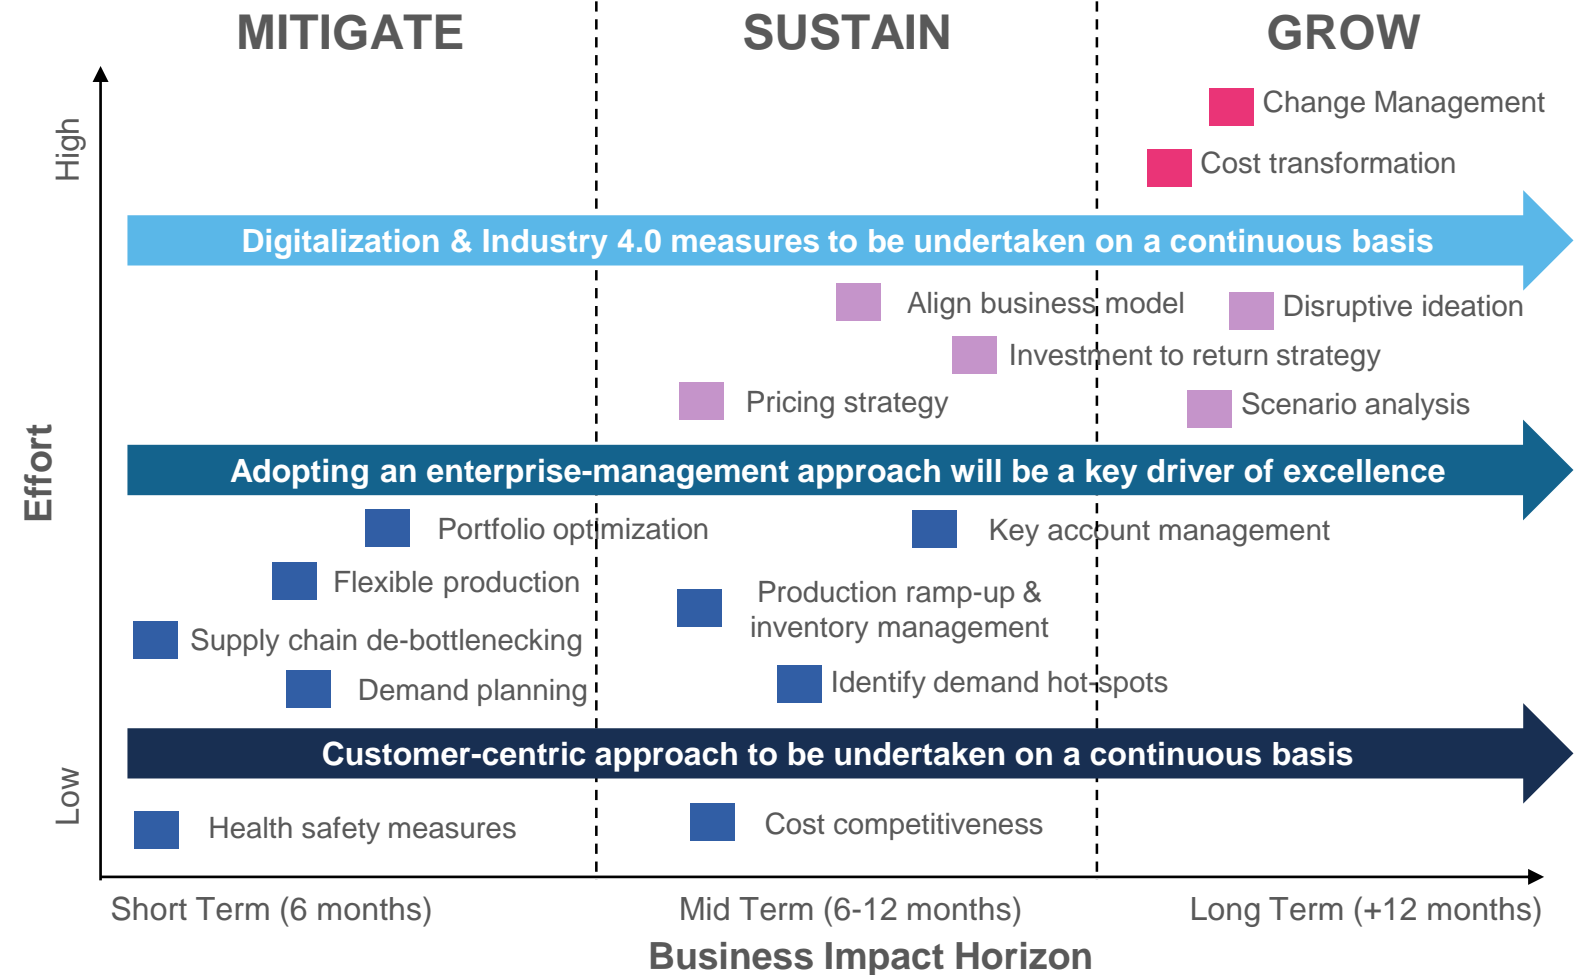 MITIGATE
SUSTAIN
GROW
Change Management
High
Cost transformation
Digitalization & Industry 4.0 measures to be undertaken on a continuous basis
Align business model
Disruptive ideation
Investment to return strategy
Pricing strategy
Scenario analysis
Effort
Adopting an enterprise-management approach will be a key driver of excellence
Portfolio optimization
Key account management
Flexible production
Production ramp-up &
inventory management
Supply chain de-bottlenecking
Identify demand hot-spots
Demand planning
Customer-centric approach to be undertaken on a continuous basis
Low
Health safety measures
Cost competitiveness
Short Term (6 months)
Mid Term (6-12 months)
Long Term (+12 months)
Business Impact Horizon